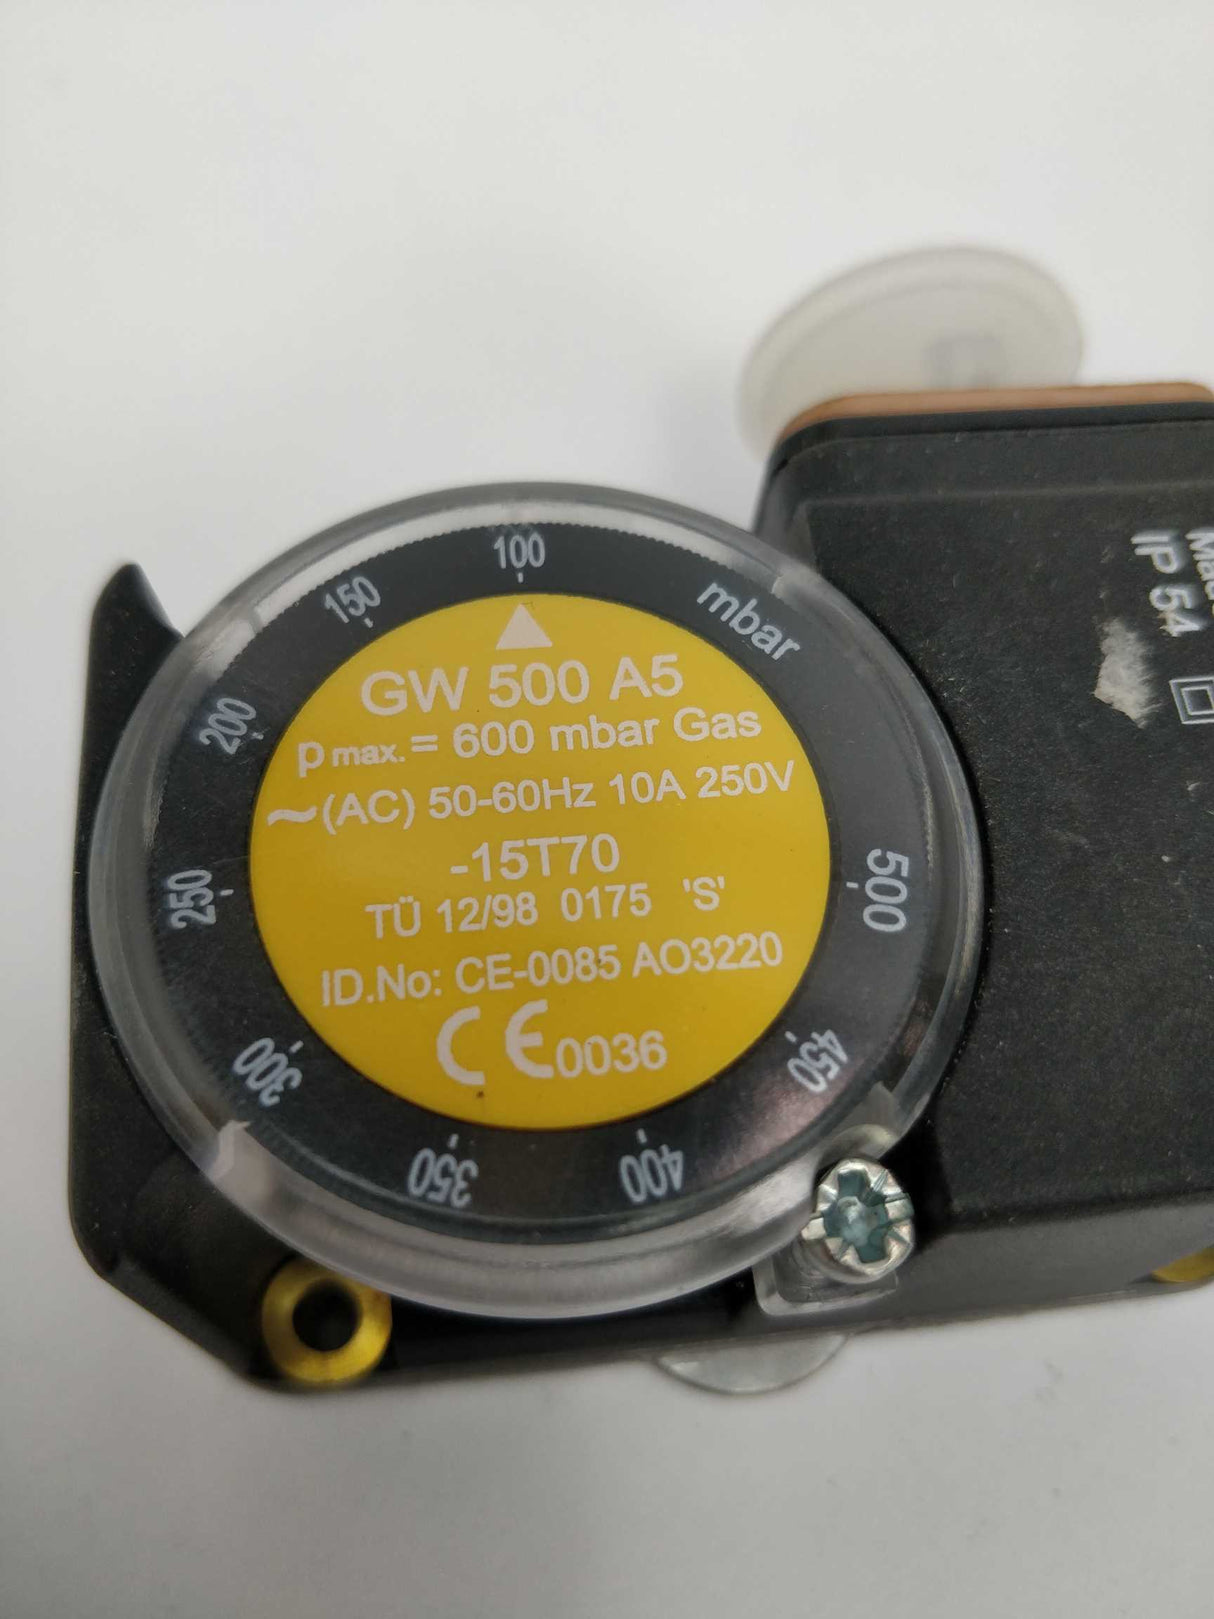 100
150
mbar
200
250
300
350
400
450
500
GW 500 A5
p max. = 600 mbar Gas
~(AC) 50-60Hz 10A 250V
-15T70
TÜ 12/98 0175 'S'
ID.No: CE-0085 AO3220
CE0036
IP 54